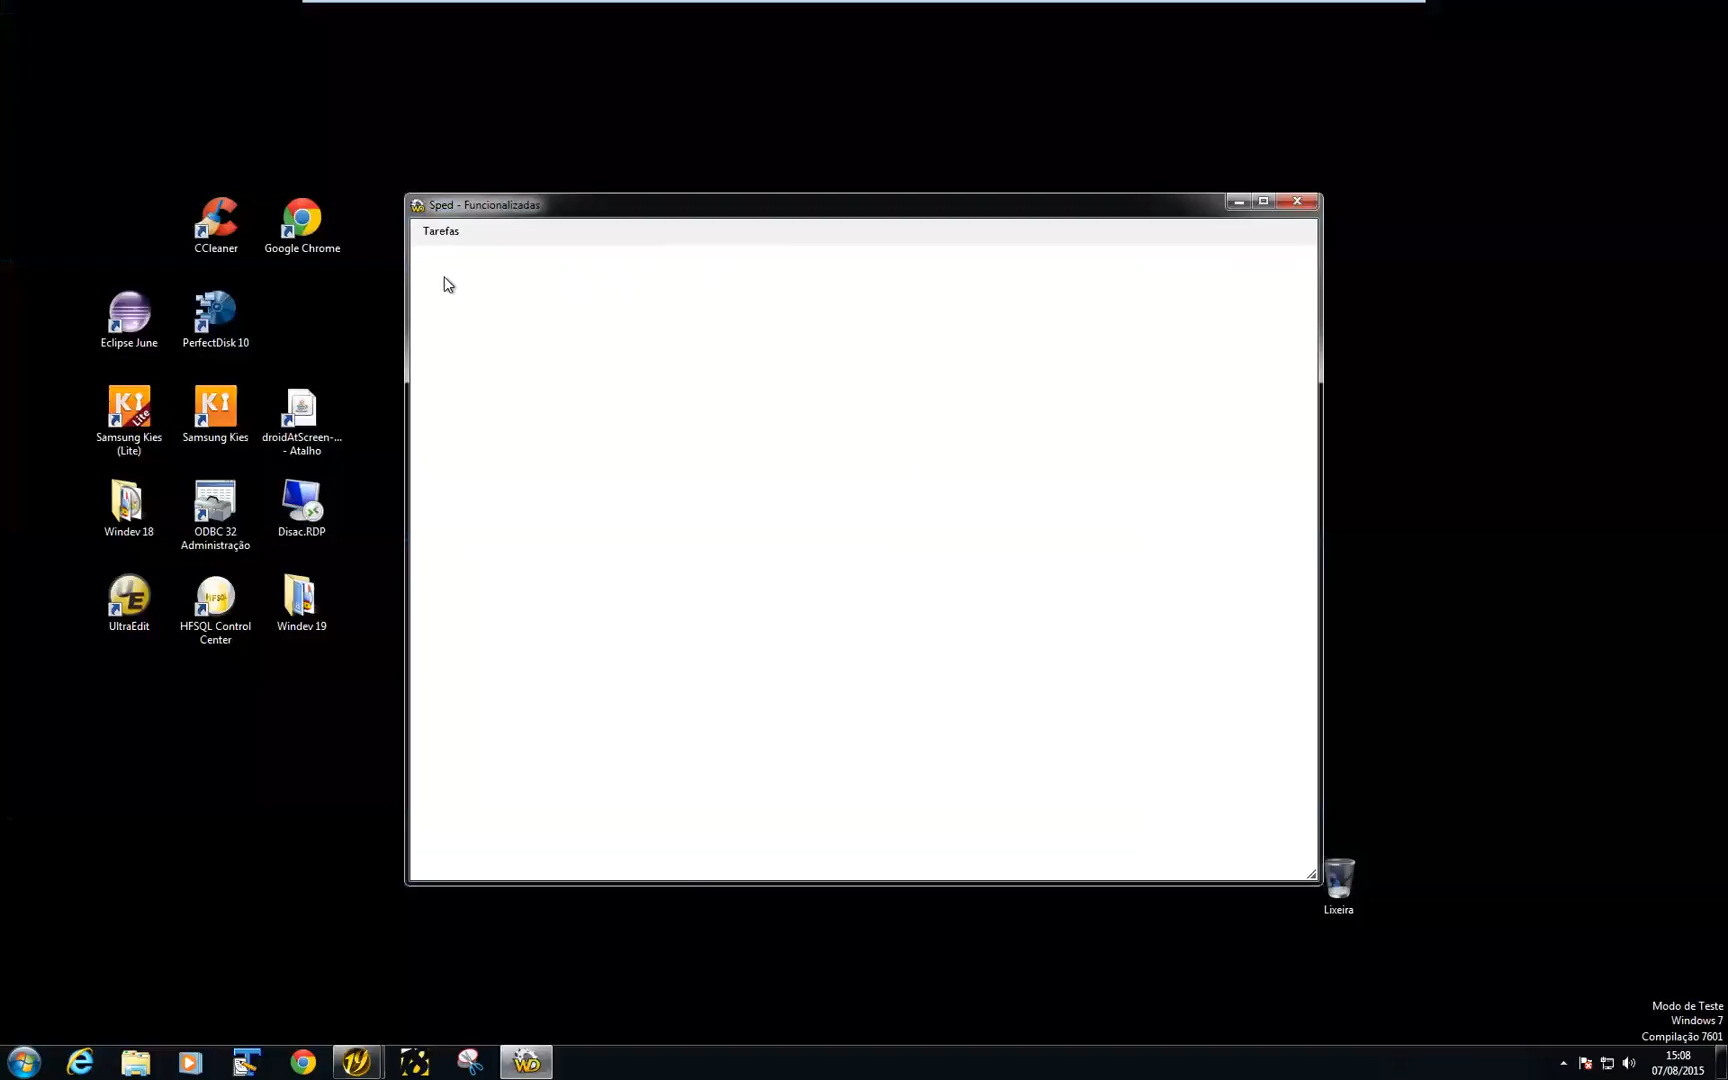 Sped - Funcionalizadas
Tarefas
CCleaner
Google Chrome
Eclipse June
PerfectDisk 10
Samsung Kies
(Lite)
Samsung Kies
droidAtScreen-...
- Atalho
Windev 18
ODBC 32
Administração
Disac.RDP
UltraEdit
HFSQL Control
Center
Windev 19
Lixeira
Modo de Teste
Windows 7
Compilação 7601
15:08
07/08/2015